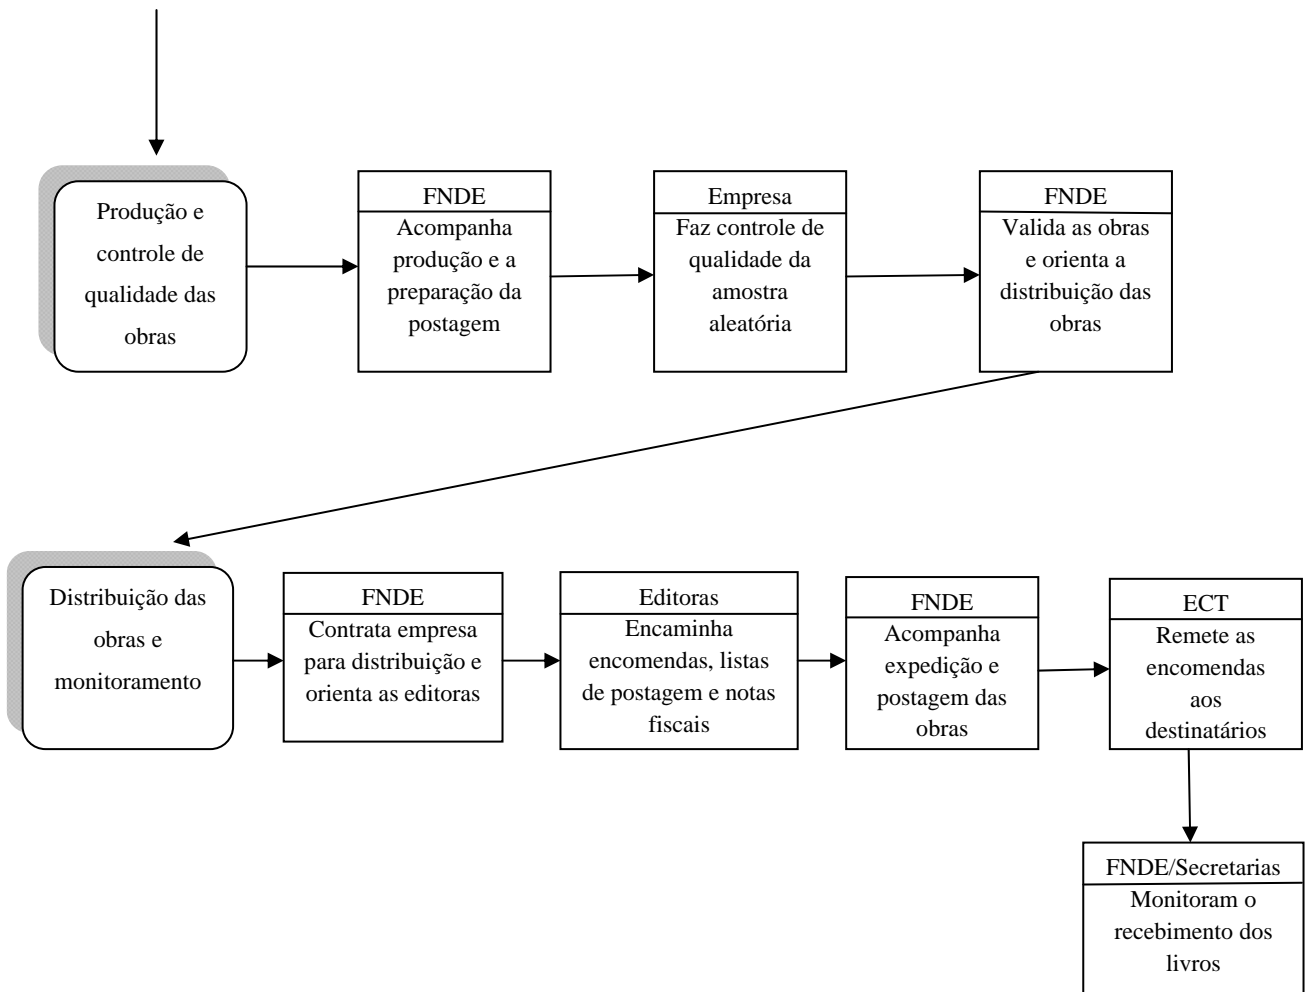 Produção e
controle de
qualidade das
obras
FNDE
Acompanha
produção e a
preparação da
postagem
Empresa
Faz controle de
qualidade da
amostra
aleatória
FNDE
Valida as obras
e orienta a
distribuição das
obras
Distribuição das
obras e
monitoramento
FNDE
Contrata empresa
para distribuição e
orienta as editoras
Editoras
Encaminha
encomendas, listas
de postagem e notas
fiscais
FNDE
Acompanha
expedição e
postagem das
obras
ECT
Remete as
encomendas
aos
destinatários
FNDE/Secretarias
Monitoram o
recebimento dos
livros